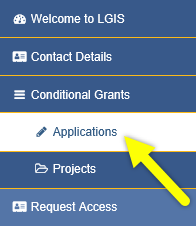 Welcome to LGIS
Contact Details
Conditional Grants
Applications
Projects
Request Access